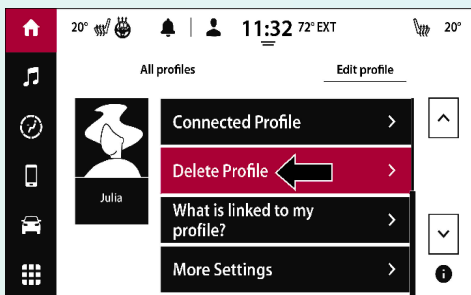 20° 11:32 72° EXT 20°
All profiles Edit profile
Connected Profile
Delete Profile
Julia
What is linked to my
profile?
More Settings